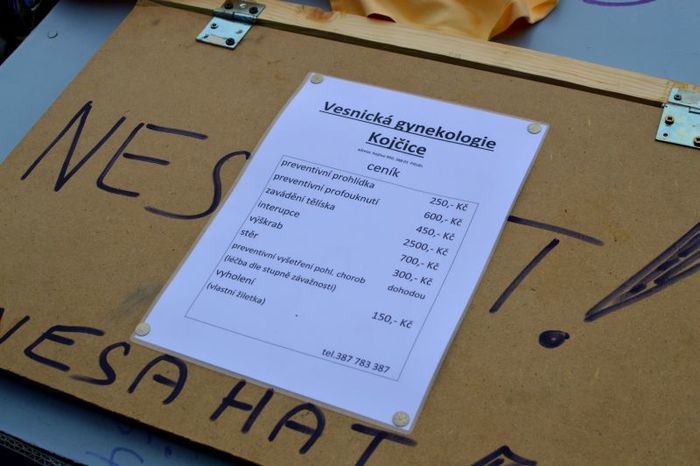 Vesnická gynekologie
Kojčice
ceník
preventivní prohlídka 250,- Kč
preventivní profouknutí 600,- Kč
zavádění tělíska 450,- Kč
interupce 2500,- Kč
výškrab 700,- Kč
stěr 300,- Kč
preventivní vyšetření pohl. chorob dohodou
(léčba dle stupně závažnosti)
vyholení 150,- Kč
(vlastní žiletka)
tel.387 783 387
NES T!
NESAHAT